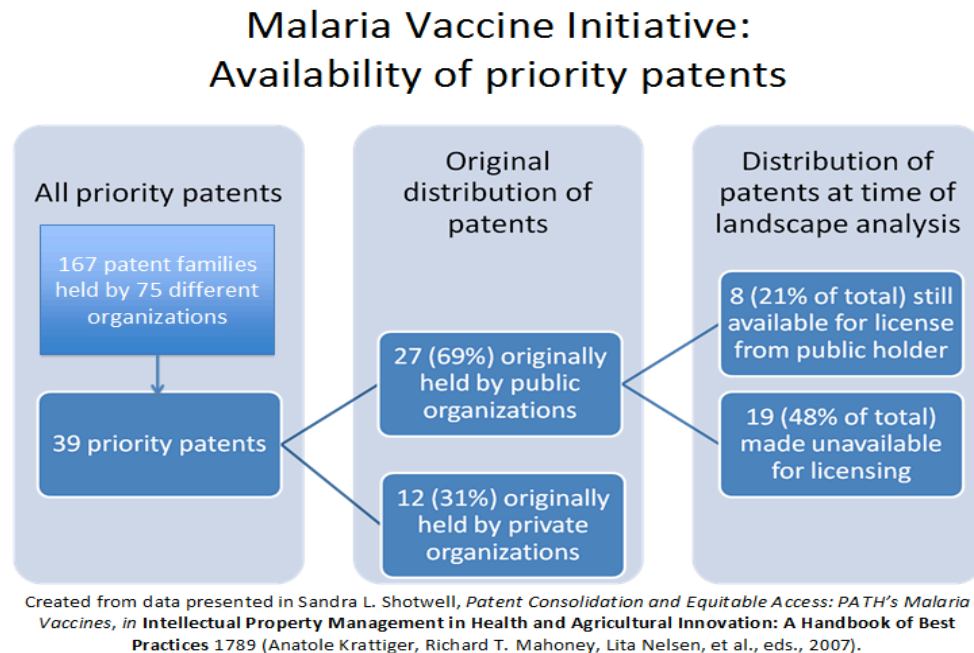 Malaria Vaccine Initiative:
Availability of priority patents
All priority patents
167 patent families
held by 75 different
organizations
39 priority patents
Original
distribution of
patents
27 (69%) originally
held by public
organizations
12 (31%) originally
held by private
organizations
Distribution of
patents at time of
landscape analysis
8 (21% of total) still
available for license
from public holder
19 (48% of total)
made unavailable
for licensing
Created from data presented in Sandra L. Shotwell, Patent Consolidation and Equitable Access: PATH's Malaria
Vaccines, in Intellectual Property Management in Health and Agricultural Innovation: A Handbook of Best
Practices 1789 (Anatole Krattiger, Richard T. Mahoney, Lita Nelsen, et al., eds., 2007).